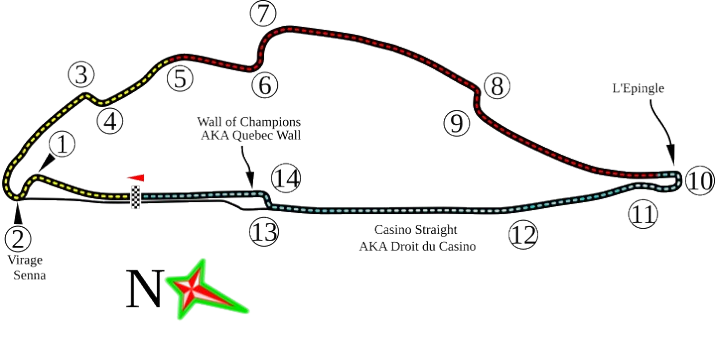 7
3
5
6
8
L'Epingle
4
9
Wall of Champions
AKA Quebec Wall
1
14
10
11
2
13
Casino Straight
AKA Droit du Casino
12
Virage
Senna
N